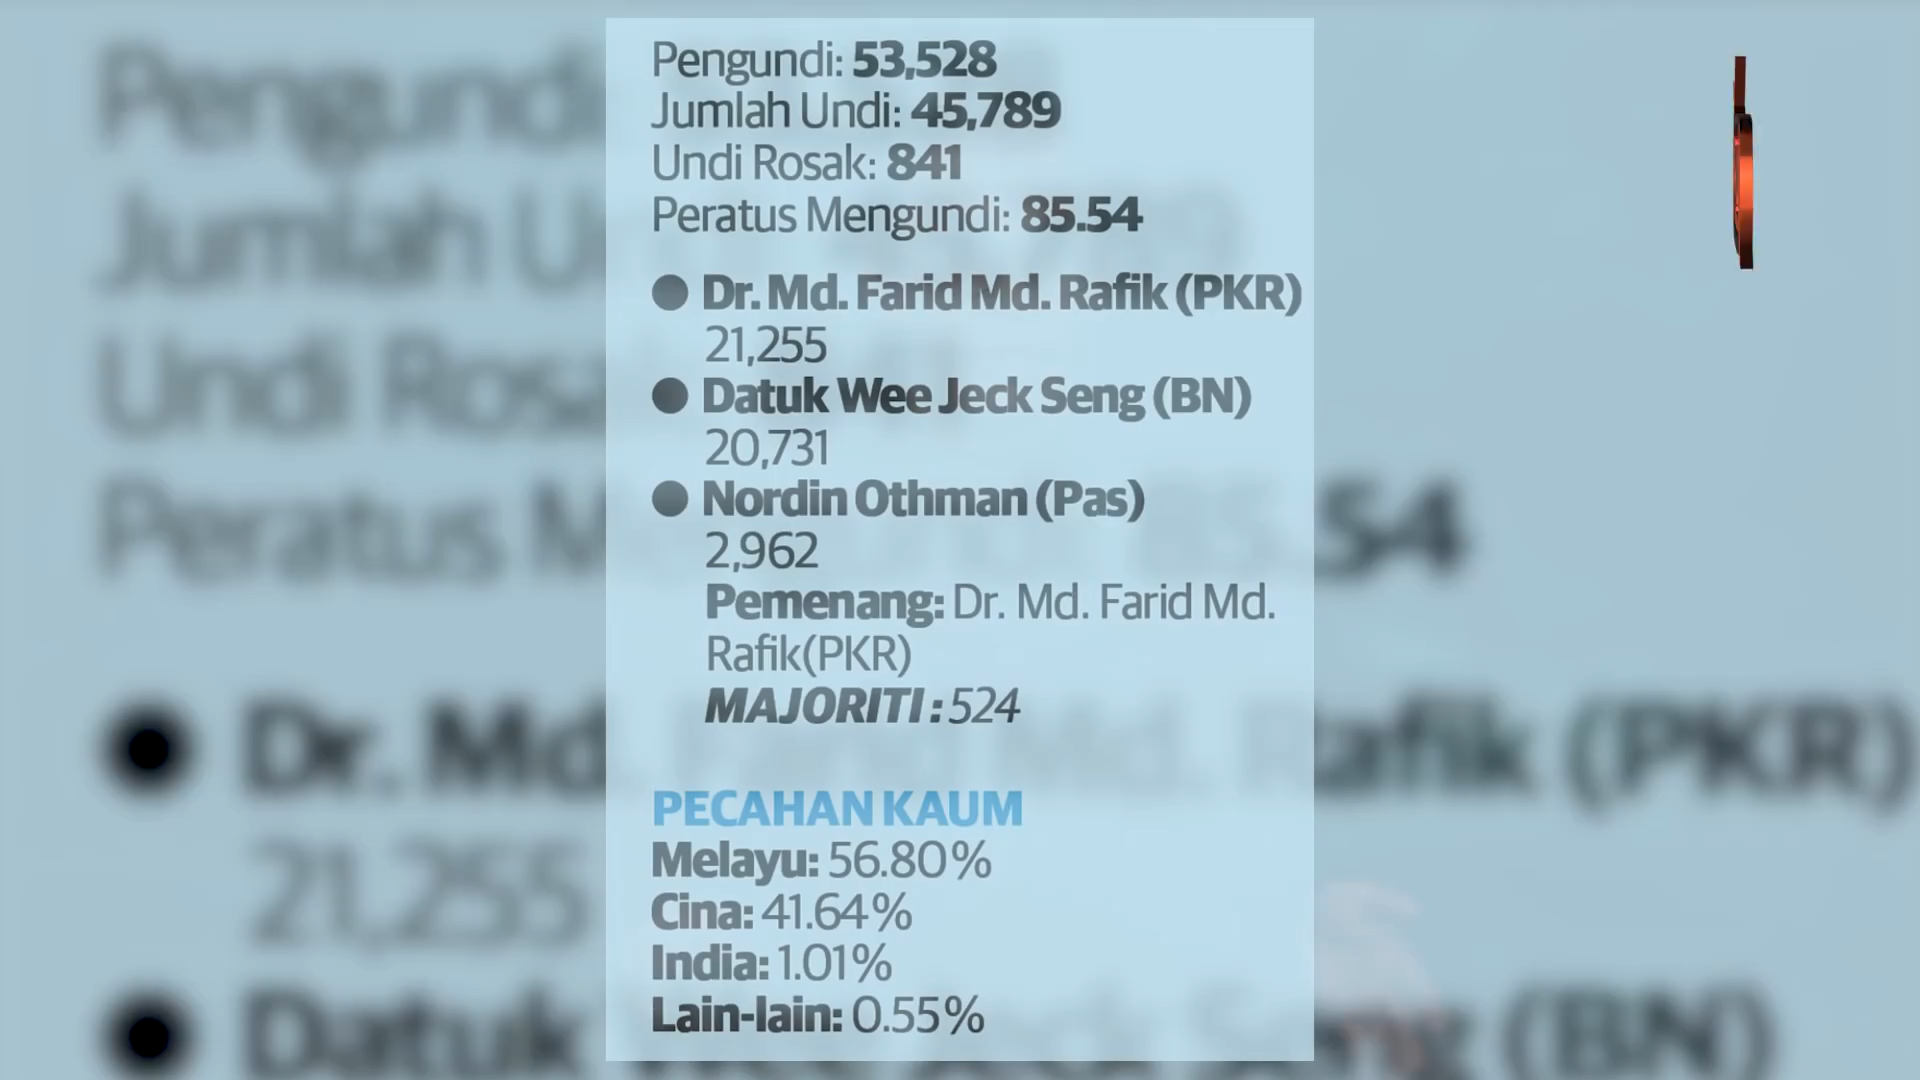 Pengundi: 53,528
Jumlah Undi: 45,789
Undi Rosak: 841
Peratus Mengundi: 85.54
● Dr. Md. Farid Md. Rafik (PKR)
21,255
● Datuk Wee Jeck Seng (BN)
20,731
● Nordin Othman (Pas)
2,962
Pemenang: Dr. Md. Farid Md.
Rafik(PKR)
MAJORITI : 524
PECAHAN KAUM
Melayu: 56.80%
Cina: 41.64%
India: 1.01%
Lain-lain: 0.55%